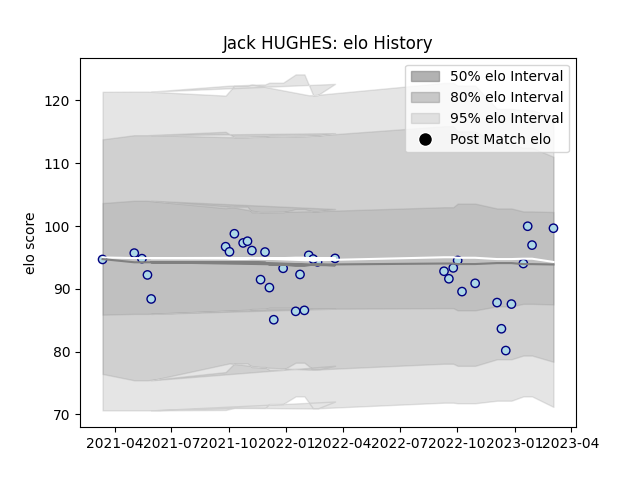 Jack HUGHES: elo History
50% elo Interval
80% elo Interval
95% elo Interval
Post Match elo
elo score
120
110
100
90
80
70
2021-04 2021-07 2021-10 2022-01 2022-04 2022-07 2022-10 2023-01 2023-04